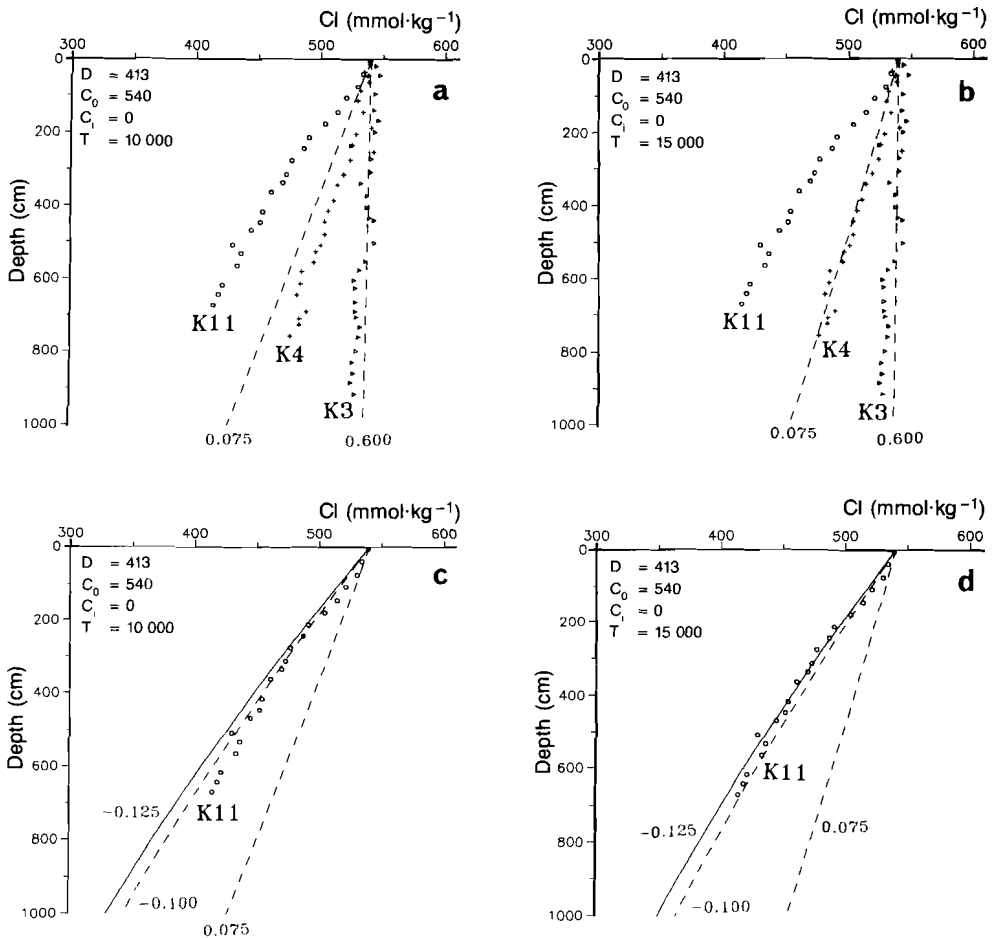 Cl (mmol·kg⁻¹)
300 400 500 600
0
200
400
600
800
1000
Depth (cm)
D = 413
C₀ = 540
Cᵢ = 0
T = 10 000
a
K11
K4
K3
0.075
0.600
Cl (mmol·kg⁻¹)
300 400 500 600
0
200
400
600
800
1000
Depth (cm)
D = 413
C₀ = 540
Cᵢ = 0
T = 15 000
b
K11
K4
K3
0.075
0.600
Cl (mmol·kg⁻¹)
300 400 500 600
0
200
400
600
800
1000
Depth (cm)
D = 413
C₀ = 540
Cᵢ = 0
T = 10 000
c
K11
-0.125
-0.100
0.075
Cl (mmol·kg⁻¹)
300 400 500 600
0
200
400
600
800
1000
Depth (cm)
D = 413
C₀ = 540
Cᵢ = 0
T = 15 000
d
K11
-0.125
0.075
-0.100